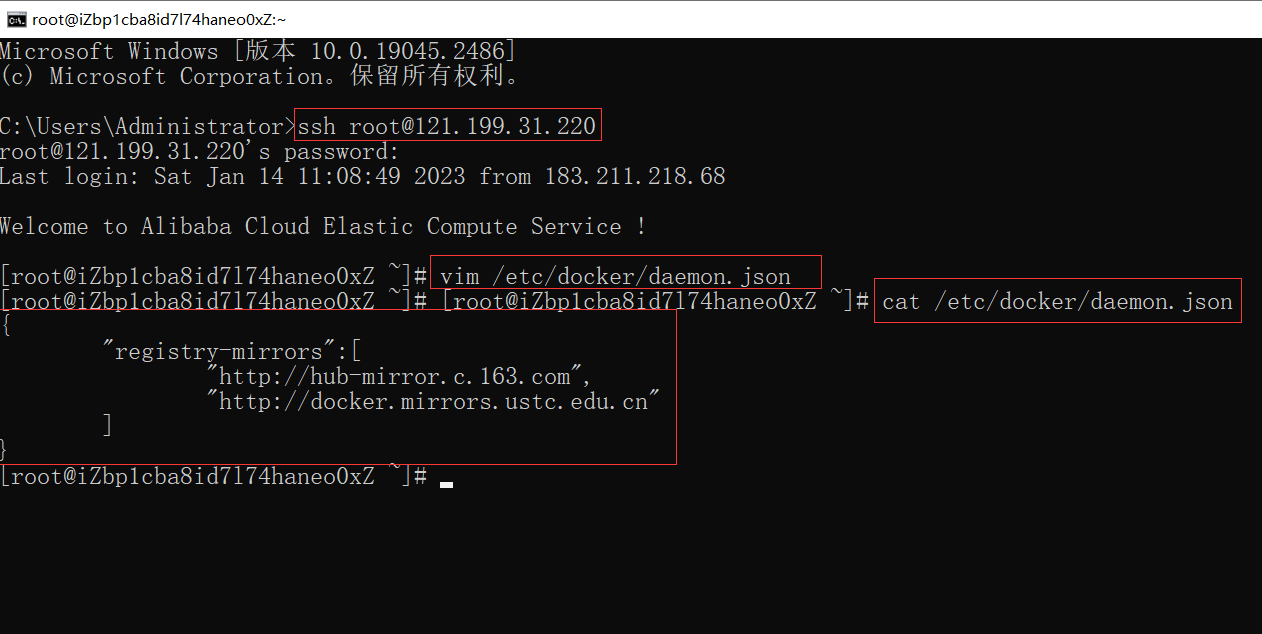 root@iZbp1cba8id7l74haneo0xZ:~
Microsoft Windows [版本 10.0.19045.2486]
(c) Microsoft Corporation。保留所有权利。
C:\Users\Administrator>ssh root@121.199.31.220
root@121.199.31.220's password:
Last login: Sat Jan 14 11:08:49 2023 from 183.211.218.68
Welcome to Alibaba Cloud Elastic Compute Service !
[root@iZbp1cba8id7l74haneo0xZ ~]# vim /etc/docker/daemon.json
[root@iZbp1cba8id7l74haneo0xZ ~]# [root@iZbp1cba8id7l74haneo0xZ ~]# cat /etc/docker/daemon.json
{
"registry-mirrors":[
"http://hub-mirror.c.163.com",
"http://docker.mirrors.ustc.edu.cn"
]
}
[root@iZbp1cba8id7l74haneo0xZ ~]#